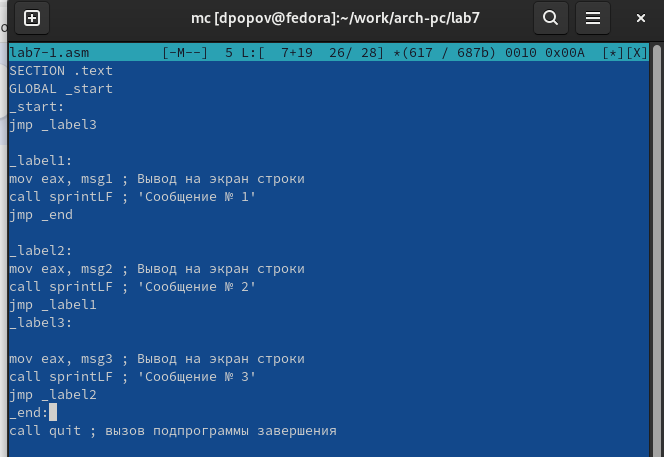 mc [dpopov@fedora]:~/work/arch-pc/lab7
lab7-1.asm [-M--] 5 L:[ 7+19 26/ 28] *(617 / 687b) 0010 0x00A [*][X]
SECTION .text
GLOBAL _start
_start:
jmp _label3
_label1:
mov eax, msg1 ; Вывод на экран строки
call sprintLF ; 'Сообщение № 1'
jmp _end
_label2:
mov eax, msg2 ; Вывод на экран строки
call sprintLF ; 'Сообщение № 2'
jmp _label1
_label3:
mov eax, msg3 ; Вывод на экран строки
call sprintLF ; 'Сообщение № 3'
jmp _label2
_end:
call quit ; вызов подпрограммы завершения